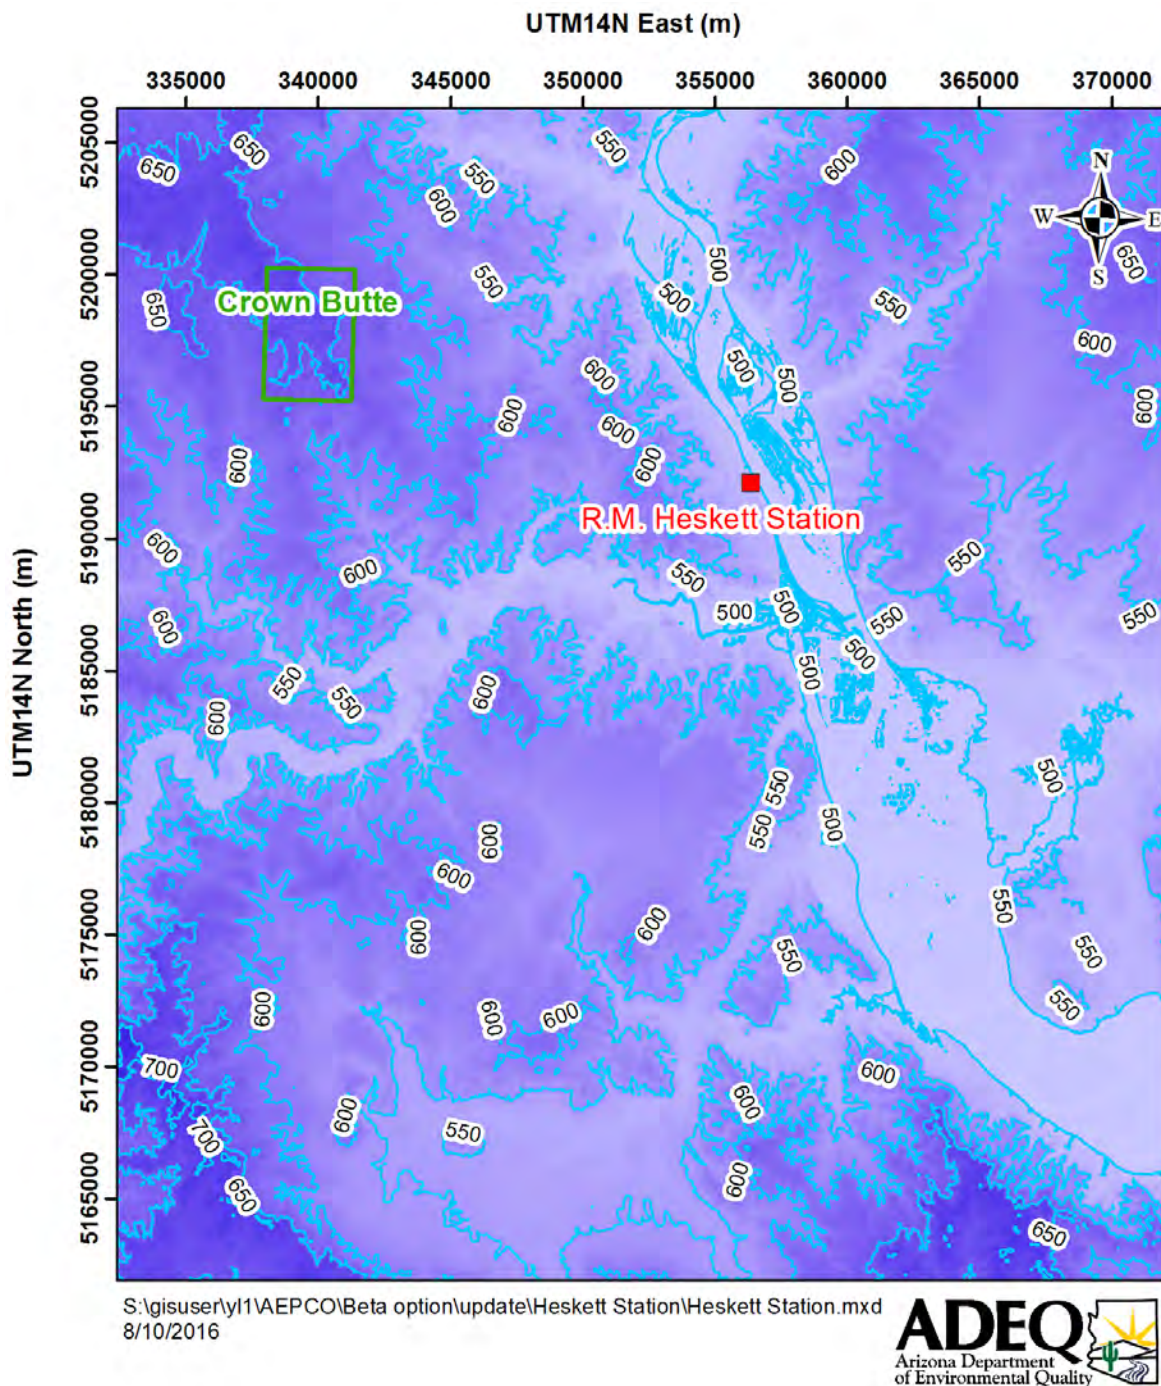 UTM14N East (m)
335000 340000 345000 350000 355000 360000 365000 370000
UTM14N North (m)
5205000
5200000
5195000
5190000
5185000
5180000
5175000
5170000
5165000
650 650 550 600 550 600
N
W E
S
650
550 500 500 550 650
Crown Butte
650 500 500 600
600 600 600 600
600 600
R.M. Heskett Station
600 600 550 550
600 500 500 550 550
550 550 600 500 500
600
550 500
550 500
600
600 600 600 550 550 550
600 600 600 550
700 600 550 600 600
700 650 600 650
S:\gisuser\yl1\AEPCO\Beta option\update\Heskett Station\Heskett Station.mxd
8/10/2016
ADEQ
Arizona Department
of Environmental Quality